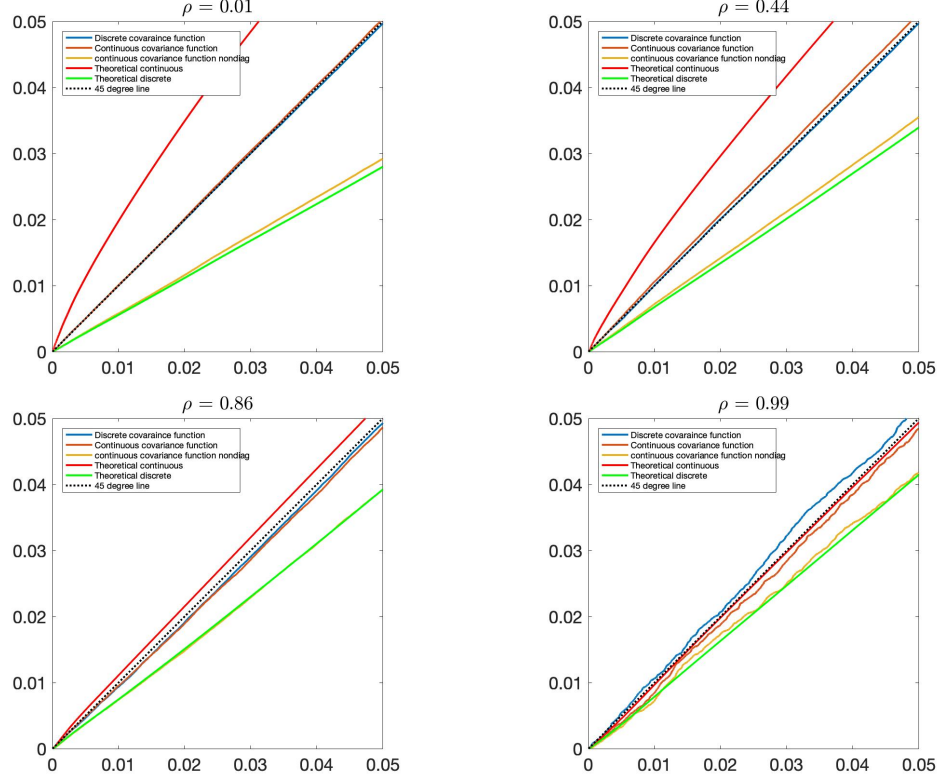 ρ = 0.01
0.05
0.04
0.03
0.02
0.01
0
Discrete covaraince function
Continuous covariance function
continuous covariance function nondiag
Theoretical continuous
Theoretical discrete
45 degree line
0 0.01 0.02 0.03 0.04 0.05
ρ = 0.44
0.05
0.04
0.03
0.02
0.01
0
Discrete covaraince function
Continuous covariance function
continuous covariance function nondiag
Theoretical continuous
Theoretical discrete
45 degree line
0 0.01 0.02 0.03 0.04 0.05
ρ = 0.86
0.05
0.04
0.03
0.02
0.01
0
Discrete covaraince function
Continuous covariance function
continuous covariance function nondiag
Theoretical continuous
Theoretical discrete
45 degree line
0 0.01 0.02 0.03 0.04 0.05
ρ = 0.99
0.05
0.04
0.03
0.02
0.01
0
Discrete covaraince function
Continuous covariance function
continuous covariance function nondiag
Theoretical continuous
Theoretical discrete
45 degree line
0 0.01 0.02 0.03 0.04 0.05